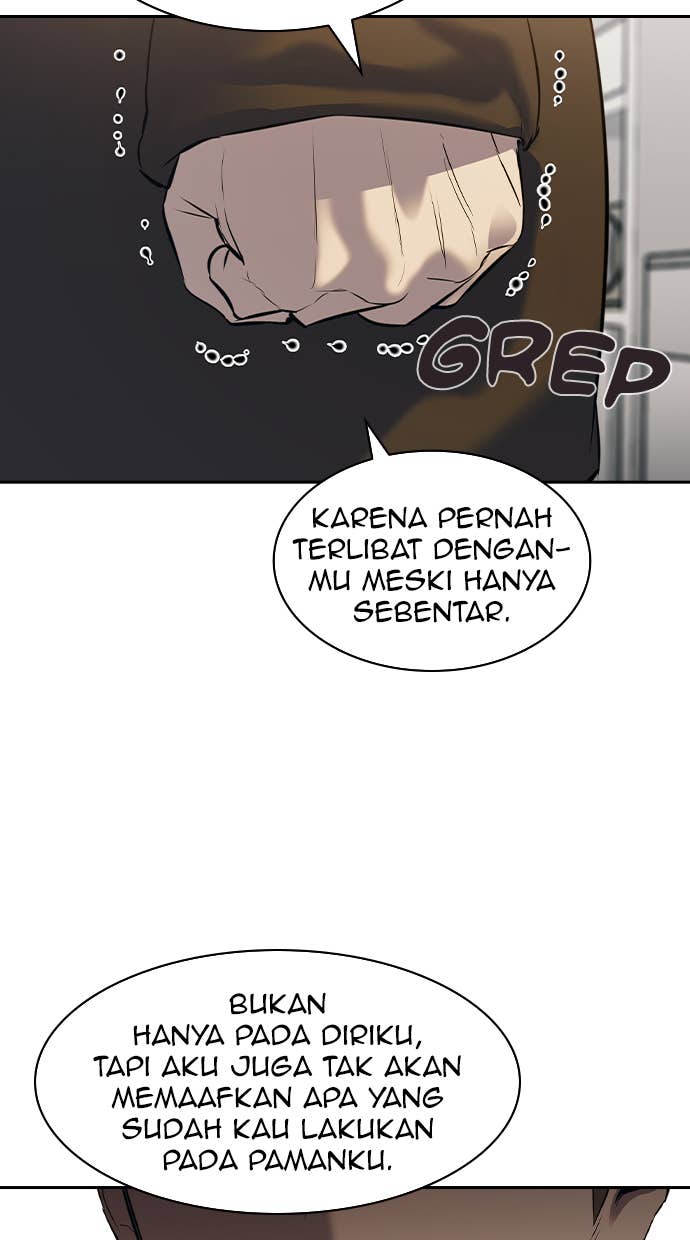 GREP
KARENA PERNAH
TERLIBAT DENGAN-
MU MESKI HANYA
SEBENTAR.
BUKAN
HANYA PADA DIRIKU,
TAPI AKU JUGA TAK AKAN
MEMAAFKAN APA YANG
SUDAH KAU LAKUKAN
PADA PAMANKU.